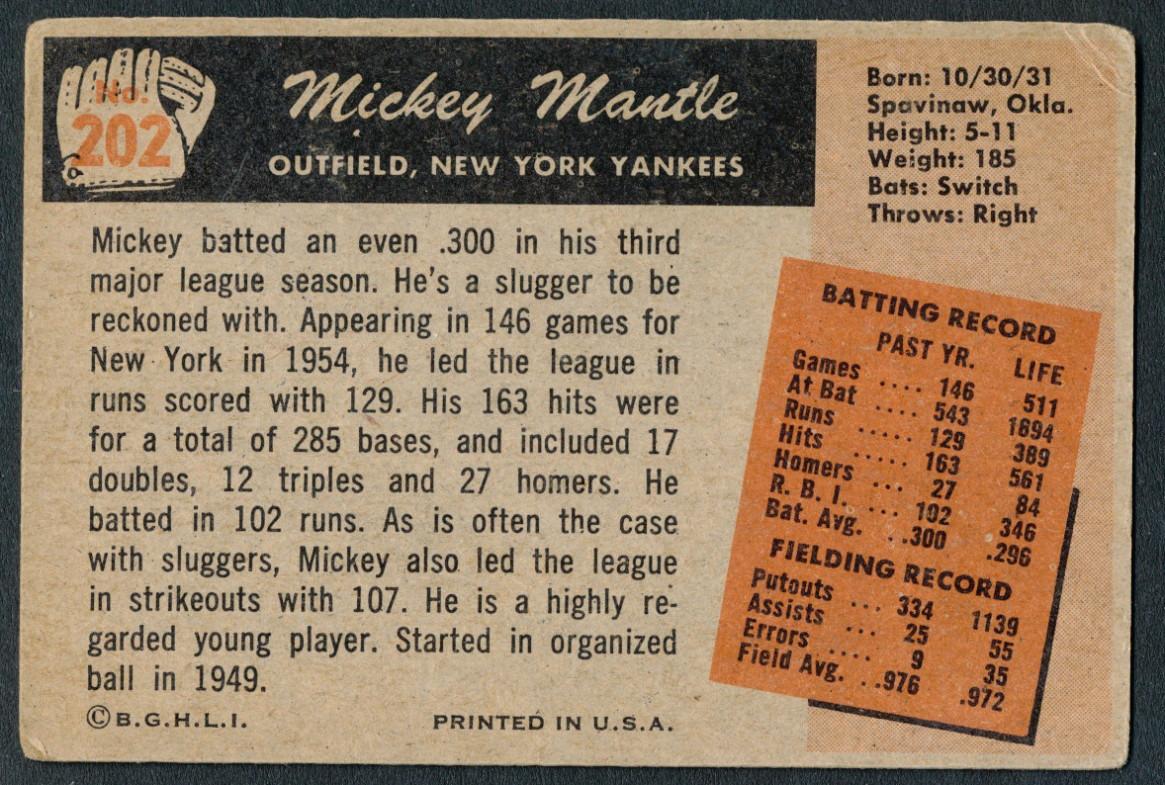 No.
202
Mickey Mantle
OUTFIELD, NEW YORK YANKEES
Born: 10/30/31
Spavinaw, Okla.
Height: 5-11
Weight: 185
Bats: Switch
Throws: Right
Mickey batted an even .300 in his third
major league season. He's a slugger to be
reckoned with. Appearing in 146 games for
New York in 1954, he led the league in
runs scored with 129. His 163 hits were
for a total of 285 bases, and included 17
doubles, 12 triples and 27 homers. He
batted in 102 runs. As is often the case
with sluggers, Mickey also led the league
in strikeouts with 107. He is a highly re-
garded young player. Started in organized
ball in 1949.
©B.G.H.L.I. PRINTED IN U.S.A.
BATTING RECORD
PAST YR. LIFE
Games .... 146 511
At Bat .... 543 1694
Runs ..... 129 389
Hits ..... 163 561
Homers ... 27 84
R. B. I. ... 102 346
Bat. Avg. ..300 .296
FIELDING RECORD
Putouts ... 334 1139
Assists ... 25 55
Errors .... 9 35
Field Avg. ..976 .972